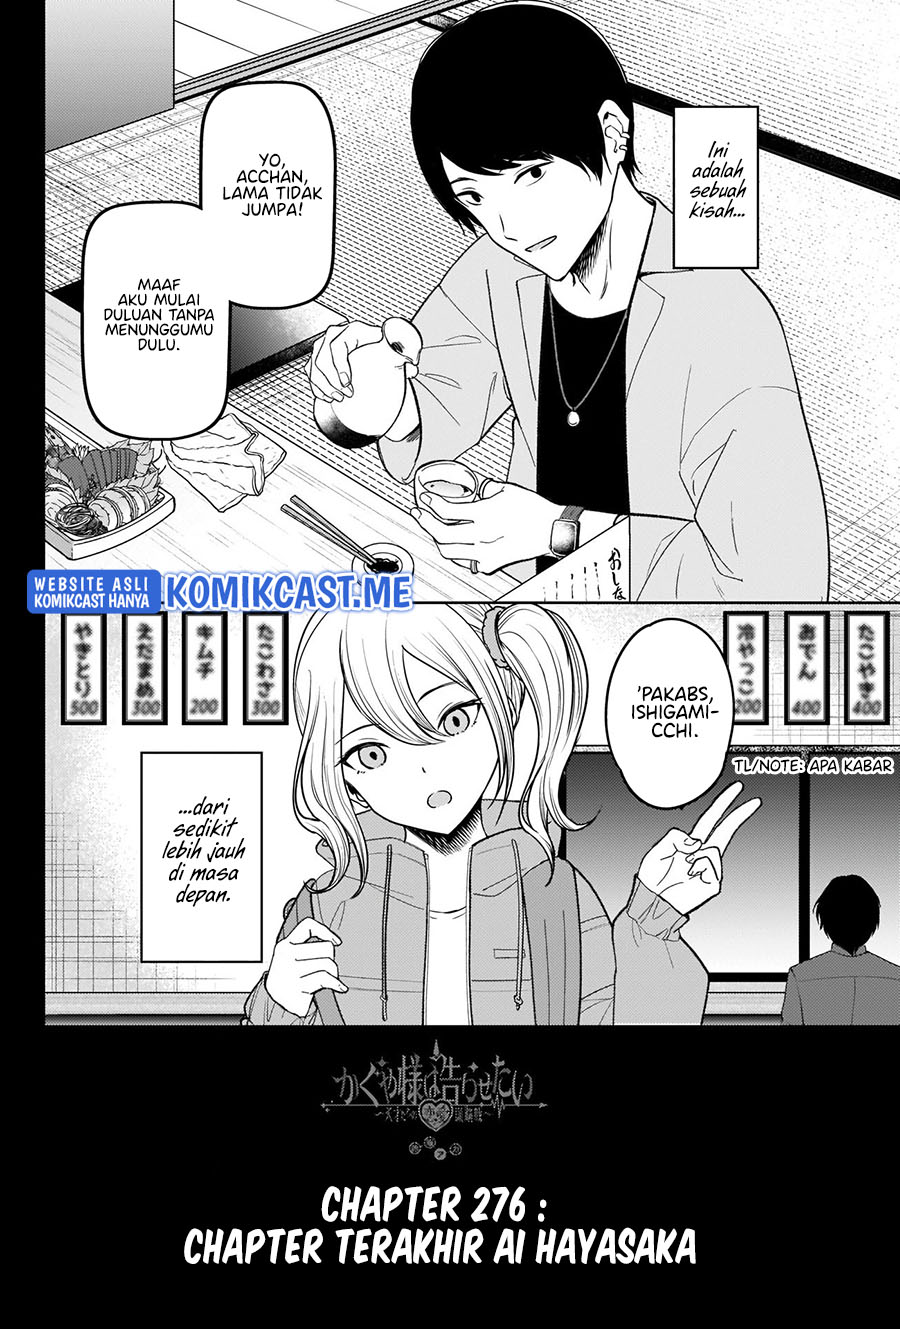 Ini
adalah
sebuah
kisah...
YO,
ACCHAN,
LAMA TIDAK
JUMPA!
MAAF
AKU MULAI
DULUAN TANPA
MENUNGGUMU
DULU.
おしな
WEBSITE ASLI
KOMIKCAST HANYA
KOMIKCAST.ME
たこやき
400
おでん
400
冷やっこ
200
たこわさ
300
キムチ
200
えだまめ
300
やきとり
500
'PAKABS,
ISHIGAMI-
CCHI.
TL/NOTE: APA KABAR
...dari
sedikit
lebih jauh
di masa
depan.
かぐや様は告らせたい
CHAPTER 276 :
CHAPTER TERAKHIR AI HAYASAKA